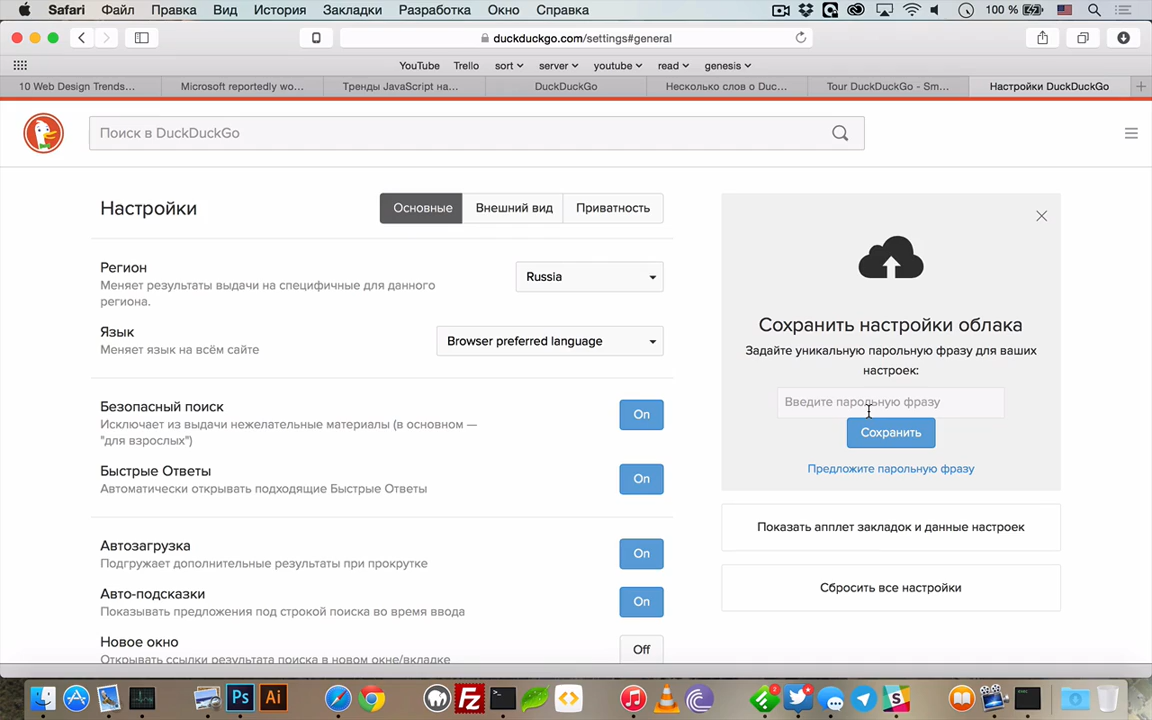 Safari Файл Правка Вид История Закладки Разработка Окно Справка 100 %
duckduckgo.com/settings#general
YouTube Trello sort server youtube read genesis
10 Web Design Trends... Microsoft reportedly wo... Тренды JavaScript на... DuckDuckGo Несколько слов о Duc... Tour DuckDuckGo - Sm... Настройки DuckDuckGo
Поиск в DuckDuckGo
Настройки
Основные Внешний вид Приватность
Регион
Меняет результаты выдачи на специфичные для данного
региона.
Russia
Язык
Меняет язык на всём сайте
Browser preferred language
Безопасный поиск
Исключает из выдачи нежелательные материалы (в основном —
"для взрослых")
On
Быстрые Ответы
Автоматически открывать подходящие Быстрые Ответы
On
Автозагрузка
Подгружает дополнительные результаты при прокрутке
On
Авто-подсказки
Показывать предложения под строкой поиска во время ввода
On
Новое окно
Открывать ссылки результата поиска в новом окне/вкладке
Off
Сохранить настройки облака
Задайте уникальную парольную фразу для ваших
настроек:
Введите парольную фразу
Сохранить
Предложите парольную фразу
Показать апплет закладок и данные настроек
Сбросить все настройки
Ps Ai Fz